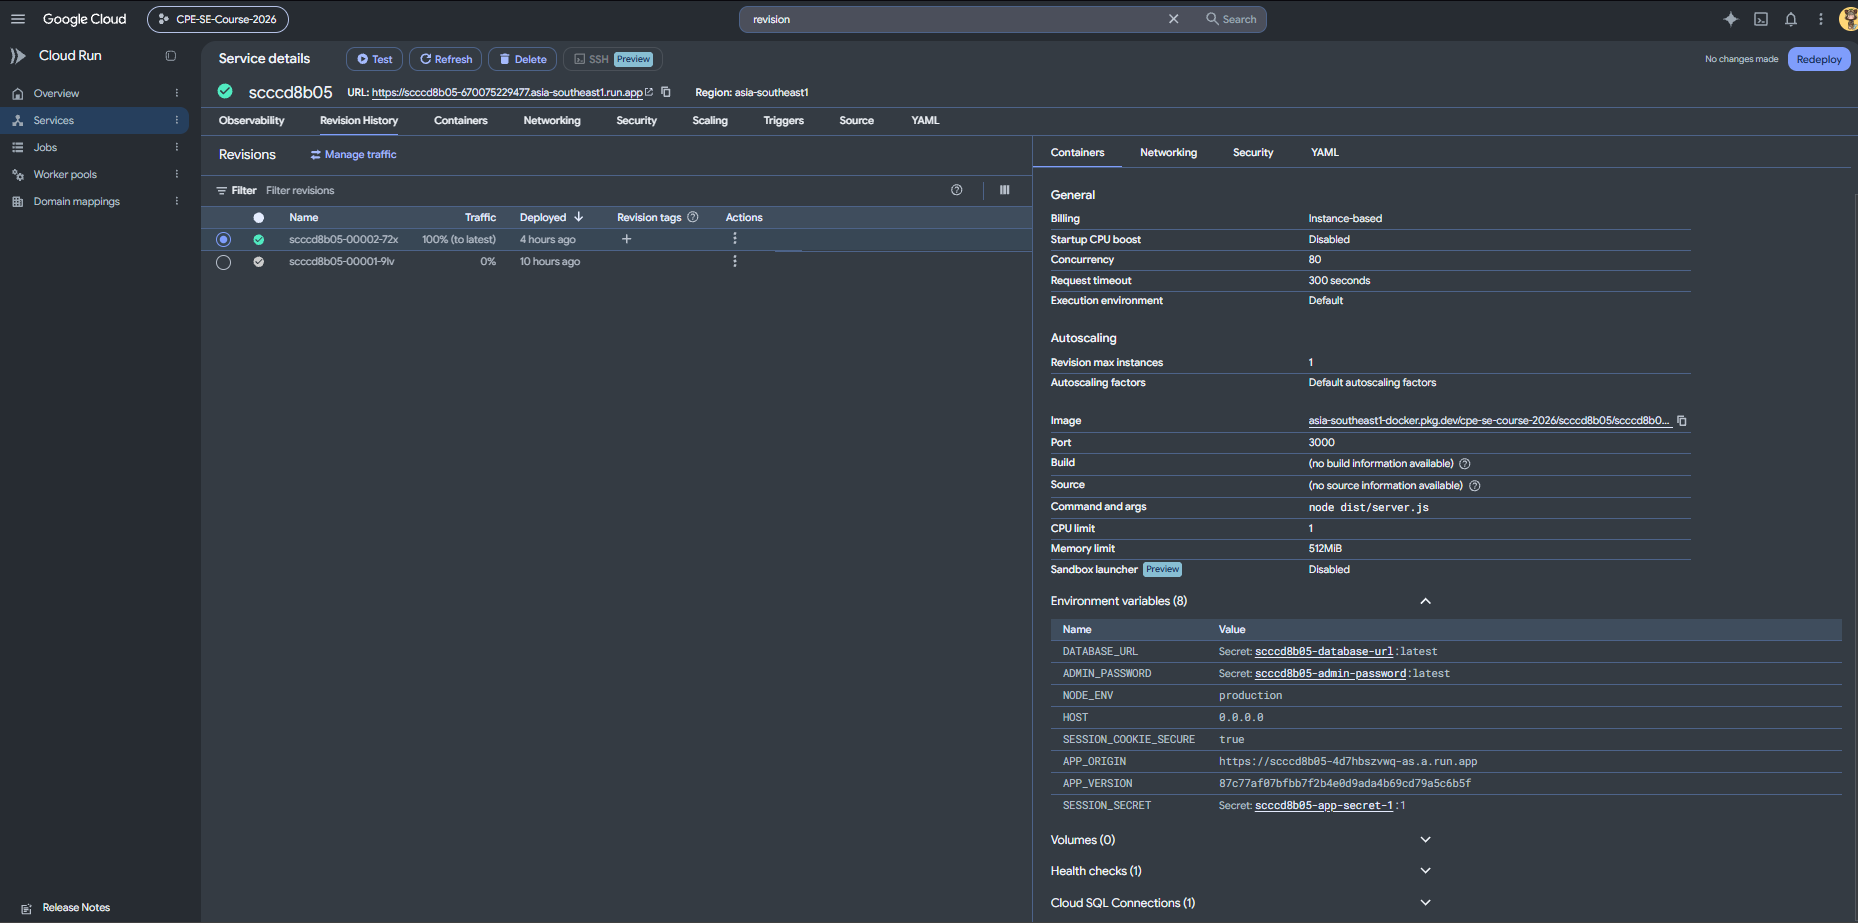 Google Cloud
CPE-SE-Course-2026
revision
Search
Cloud Run
Service details
Test
Refresh
Delete
SSH Preview
No changes made
Redeploy
Overview
Services
Jobs
Worker pools
Domain mappings
scccd8b05
URL: https://scccd8b05-670075229477.asia-southeast1.run.app
Region: asia-southeast1
Observability Revision History Containers Networking Security Scaling Triggers Source YAML
Revisions
Manage traffic
Filter Filter revisions
Name Traffic Deployed Revision tags Actions
scccd8b05-00002-72x 100% (to latest) 4 hours ago
scccd8b05-00001-9lv 0% 10 hours ago
Containers Networking Security YAML
General
Billing Instance-based
Startup CPU boost Disabled
Concurrency 80
Request timeout 300 seconds
Execution environment Default
Autoscaling
Revision max instances 1
Autoscaling factors Default autoscaling factors
Image asia-southeast1-docker.pkg.dev/cpe-se-course-2026/scccd8b05/scccd8b0...
Port 3000
Build (no build information available)
Source (no source information available)
Command and args node dist/server.js
CPU limit 1
Memory limit 512MiB
Sandbox launcher Preview Disabled
Environment variables (8)
Name Value
DATABASE_URL Secret: scccd8b05-database-url:latest
ADMIN_PASSWORD Secret: scccd8b05-admin-password:latest
NODE_ENV production
HOST 0.0.0.0
SESSION_COOKIE_SECURE true
APP_ORIGIN https://scccd8b05-4d7hbszvwq-as.a.run.app
APP_VERSION 87c77af07bfbb7f2b4e0d9ada4b69cd79a5c6b5f
SESSION_SECRET Secret: scccd8b05-app-secret-1:1
Volumes (0)
Health checks (1)
Cloud SQL Connections (1)
Release Notes